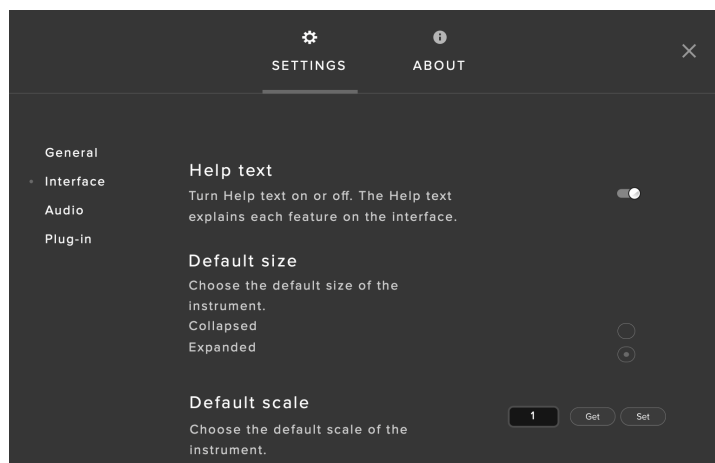 SETTINGS
ABOUT
General
Interface
Audio
Plug-in
Help text
Turn Help text on or off. The Help text
explains each feature on the interface.
Default size
Choose the default size of the
instrument.
Collapsed
Expanded
Default scale
1 Get Set
Choose the default scale of the
instrument.